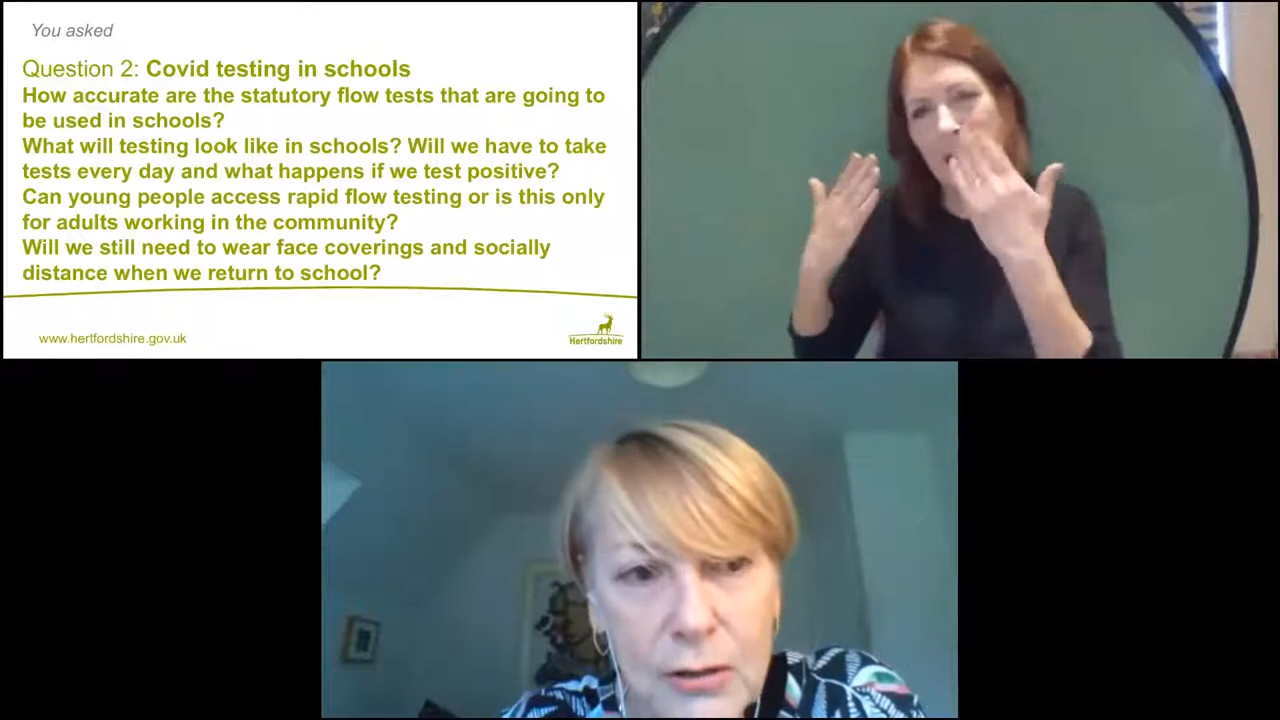 You asked
Question 2: Covid testing in schools
How accurate are the statutory flow tests that are going to
be used in schools?
What will testing look like in schools? Will we have to take
tests every day and what happens if we test positive?
Can young people access rapid flow testing or is this only
for adults working in the community?
Will we still need to wear face coverings and socially
distance when we return to school?
www.hertfordshire.gov.uk
Hertfordshire